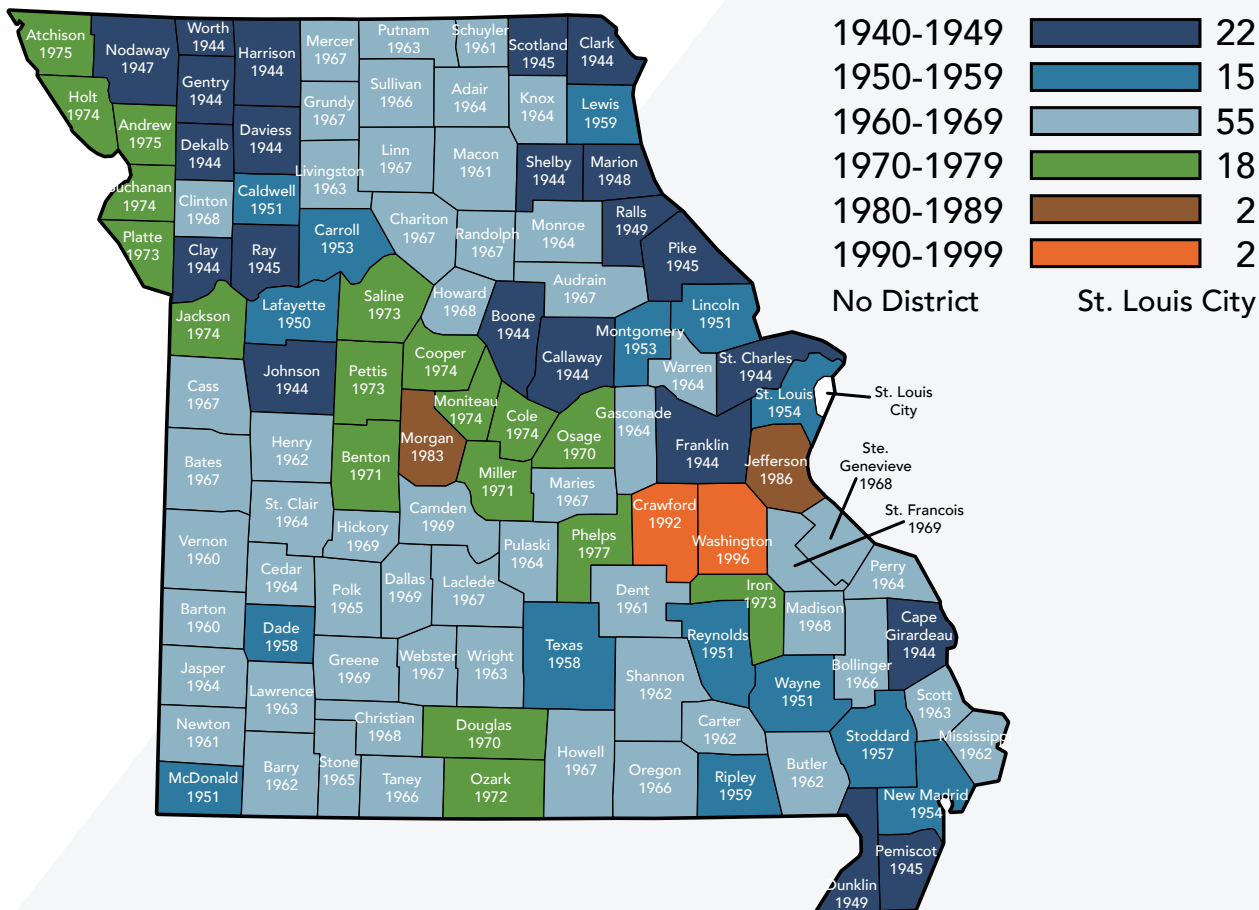 Atchison
1975
Nodaway
1947
Worth
1944
Harrison
1944
Mercer
1967
Putnam
1963
Schuyler
1961
Scotland
1945
Clark
1944
Holt
1974
Andrew
1975
Gentry
1944
Dekalb
1944
Daviess
1944
Grundy
1967
Sullivan
1966
Adair
1964
Knox
1964
Lewis
1959
Linn
1967
Macon
1961
Shelby
1944
Marion
1948
Livingston
1963
uchanan
1974
Clinton
1968
Caldwell
1951
Platte
1973
Clay
1944
Ray
1945
Carroll
1953
Chariton
1967
Randolph
1967
Monroe
1964
Ralls
1949
Pike
1945
Audrain
1967
Jackson
1974
Lafayette
1950
Saline
1973
Howard
1968
Boone
1944
Callaway
1944
Montgomery
1953
Lincoln
1951
Warren
1964
St. Charles
1944
St. Louis
1954
St. Louis
City
Cass
1967
Johnson
1944
Pettis
1973
Cooper
1974
Moniteau
1974
Cole
1974
Osage
1970
Gasconade
1964
Franklin
1944
Jefferson
1986
Bates
1967
Henry
1962
Benton
1971
Morgan
1983
Miller
1971
Maries
1967
Crawford
1992
Washington
1996
Ste.
Genevieve
1968
St. Francois
1969
Vernon
1960
St. Clair
1964
Hickory
1969
Camden
1969
Pulaski
1964
Phelps
1977
Dent
1961
Iron
1973
Madison
1968
Perry
1964
Barton
1960
Cedar
1964
Polk
1965
Dallas
1969
Laclede
1967
Dade
1958
Texas
1958
Reynolds
1951
Bollinger
1966
Cape
Girardeau
1944
Jasper
1964
Lawrence
1963
Greene
1969
Webster
1967
Wright
1963
Shannon
1962
Wayne
1951
Scott
1963
Newton
1961
Christian
1968
Douglas
1970
Carter
1962
Stoddard
1957
Mississipp
1962
McDonald
1951
Barry
1962
Stone
1965
Taney
1966
Ozark
1972
Howell
1967
Oregon
1966
Ripley
1959
Butler
1962
New Madrid
1954
Pemiscot
1945
Dunklin
1949
1940-1949 22
1950-1959 15
1960-1969 55
1970-1979 18
1980-1989 2
1990-1999 2
No District St. Louis City